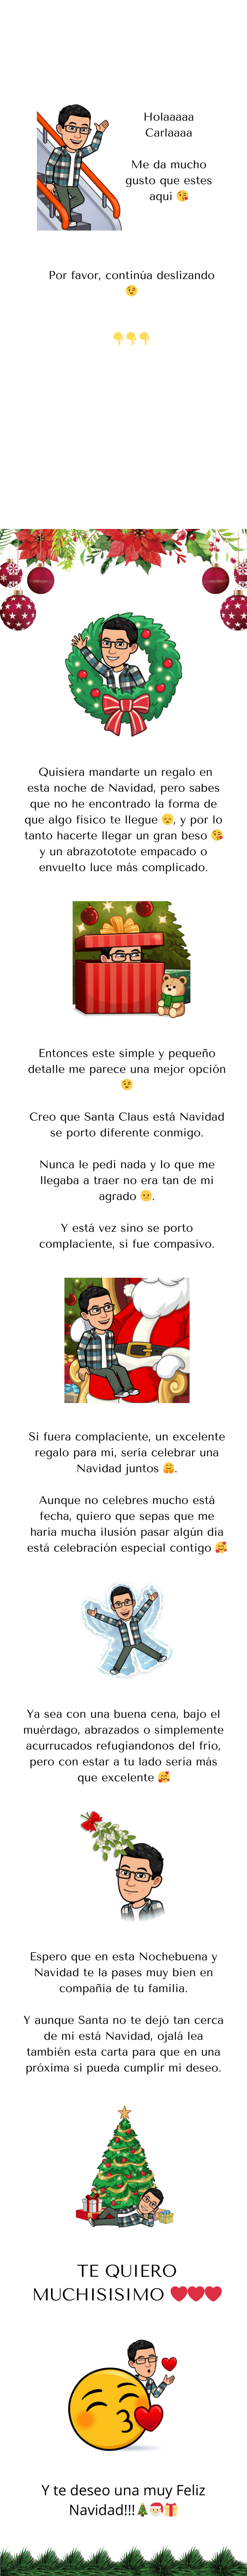 Holaaaaa
Carlaaaa
Me da mucho
gusto que estes
aqui 😘
Por favor, continúa deslizando
😉
👇👇👇
Quisiera mandarte un regalo en
esta noche de Navidad, pero sabes
que no he encontrado la forma de
que algo físico te llegue 😞, y por lo
tanto hacerte llegar un gran beso 😘
y un abrazototote empacado o
envuelto luce más complicado.
Entonces este simple y pequeño
detalle me parece una mejor opción
😉
Creo que Santa Claus está Navidad
se porto diferente conmigo.
Nunca le pedi nada y lo que me
llegaba a traer no era tan de mi
agrado 🫤.
Y está vez sino se porto
complaciente, si fue compasivo.
Si fuera complaciente, un excelente
regalo para mi, sería celebrar una
Navidad juntos 🤗.
Aunque no celebres mucho está
fecha, quiero que sepas que me
haría mucha ilusión pasar algún día
está celebración especial contigo 🥰
Ya sea con una buena cena, bajo el
muérdago, abrazados o simplemente
acurrucados refugiandonos del frío,
pero con estar a tu lado sería más
que excelente 🥰
Espero que en esta Nochebuena y
Navidad te la pases muy bien en
compañía de tu familia.
Y aunque Santa no te dejó tan cerca
de mi está Navidad, ojalá lea
también esta carta para que en una
próxima si pueda cumplir mi deseo.
TE QUIERO
MUCHISISIMO ❤️❤️❤️
Y te deseo una muy Feliz
Navidad!!!🎄🎅🎁